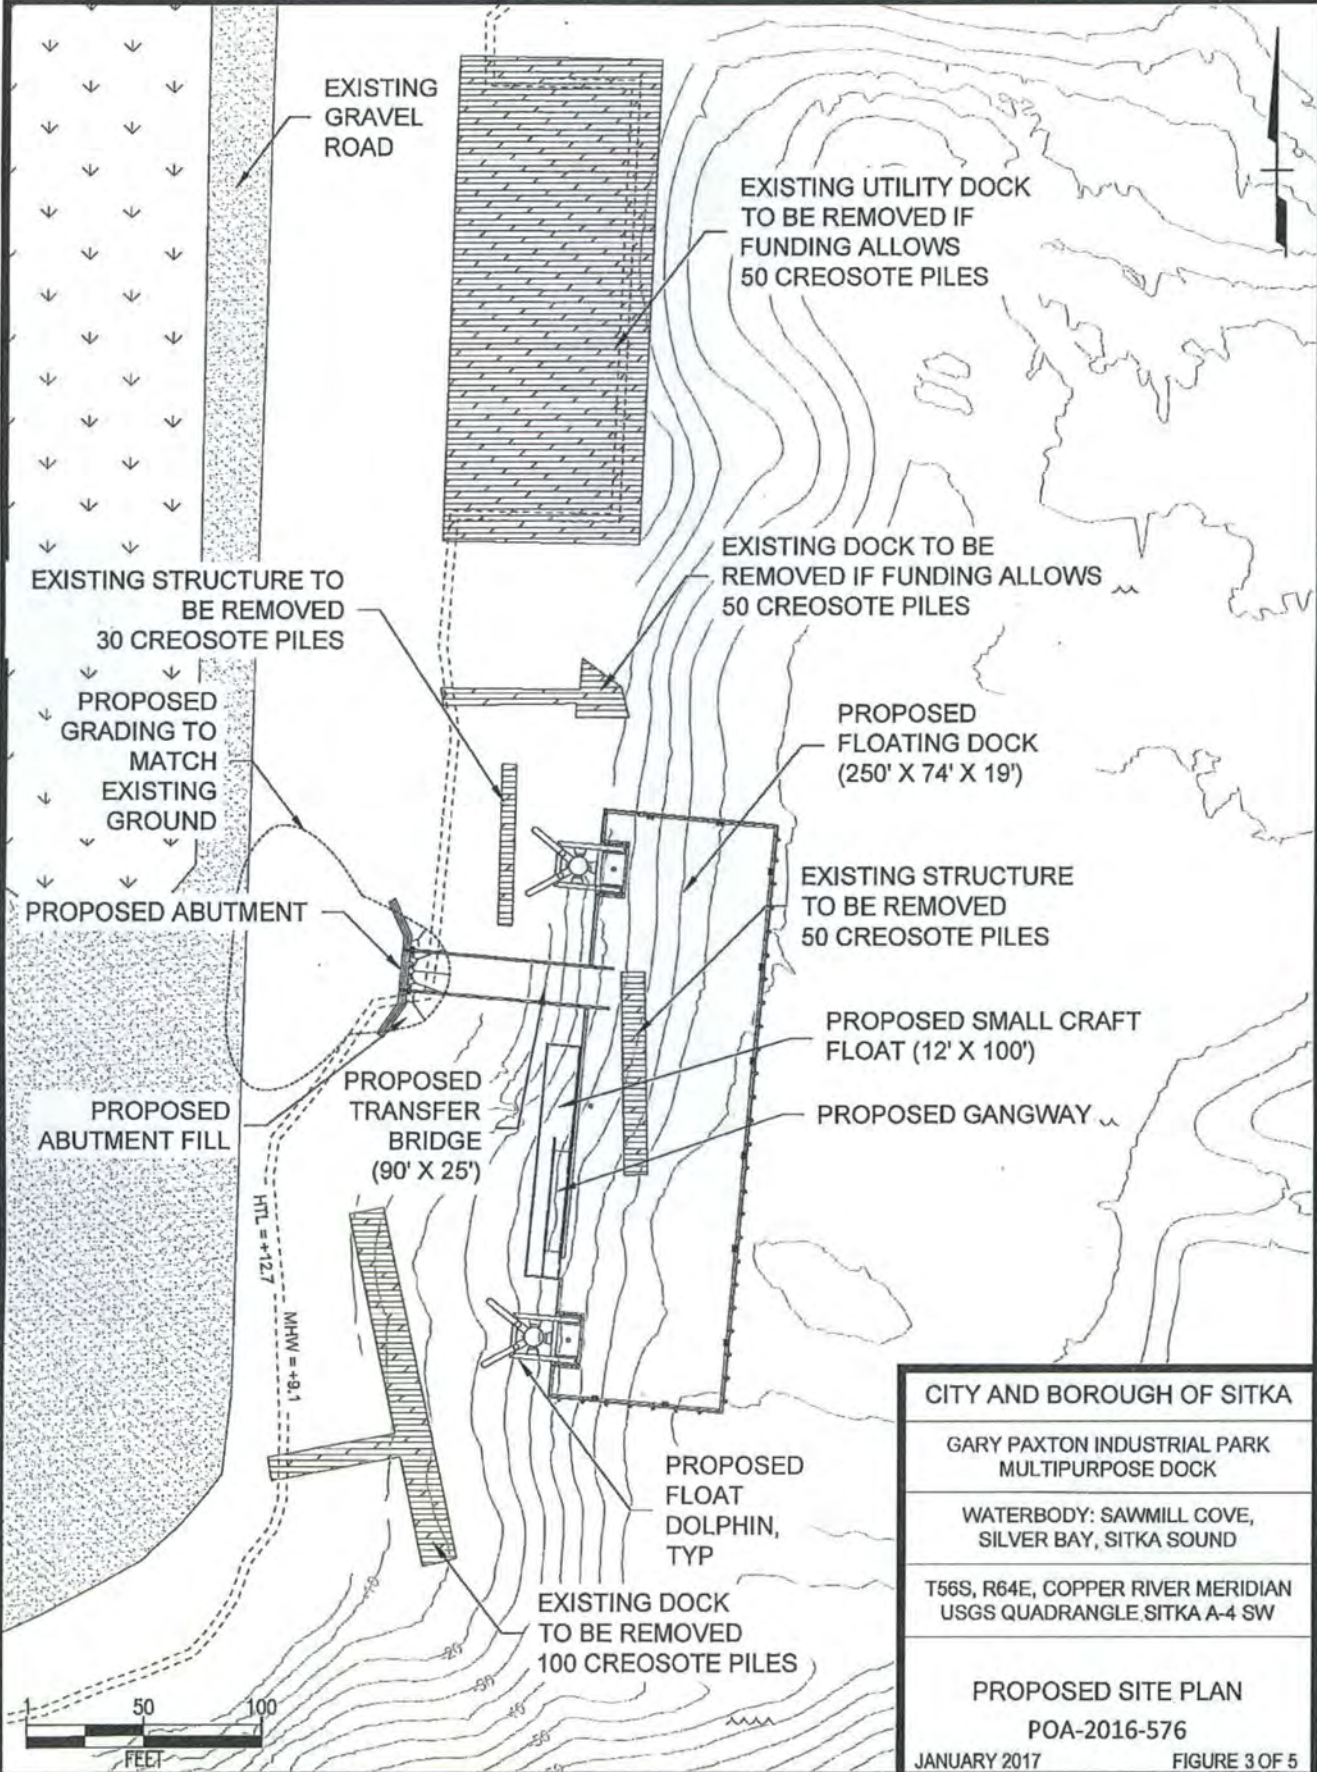 EXISTING
GRAVEL
ROAD
EXISTING UTILITY DOCK
TO BE REMOVED IF
FUNDING ALLOWS
50 CREOSOTE PILES
EXISTING DOCK TO BE
REMOVED IF FUNDING ALLOWS
50 CREOSOTE PILES
EXISTING STRUCTURE TO
BE REMOVED
30 CREOSOTE PILES
PROPOSED
GRADING TO
MATCH
EXISTING
GROUND
PROPOSED
FLOATING DOCK
(250' X 74' X 19')
EXISTING STRUCTURE
TO BE REMOVED
50 CREOSOTE PILES
PROPOSED ABUTMENT
PROPOSED SMALL CRAFT
FLOAT (12' X 100')
PROPOSED
TRANSFER
BRIDGE
(90' X 25')
PROPOSED
ABUTMENT FILL
PROPOSED GANGWAY
HTL = +12.7
MHW = +9.1
PROPOSED
FLOAT
DOLPHIN,
TYP
EXISTING DOCK
TO BE REMOVED
100 CREOSOTE PILES
-10
-20
-30
-40
-50
1 50 100
FEET
CITY AND BOROUGH OF SITKA
GARY PAXTON INDUSTRIAL PARK
MULTIPURPOSE DOCK
WATERBODY: SAWMILL COVE,
SILVER BAY, SITKA SOUND
T56S, R64E, COPPER RIVER MERIDIAN
USGS QUADRANGLE SITKA A-4 SW
PROPOSED SITE PLAN
POA-2016-576
JANUARY 2017 FIGURE 3 OF 5